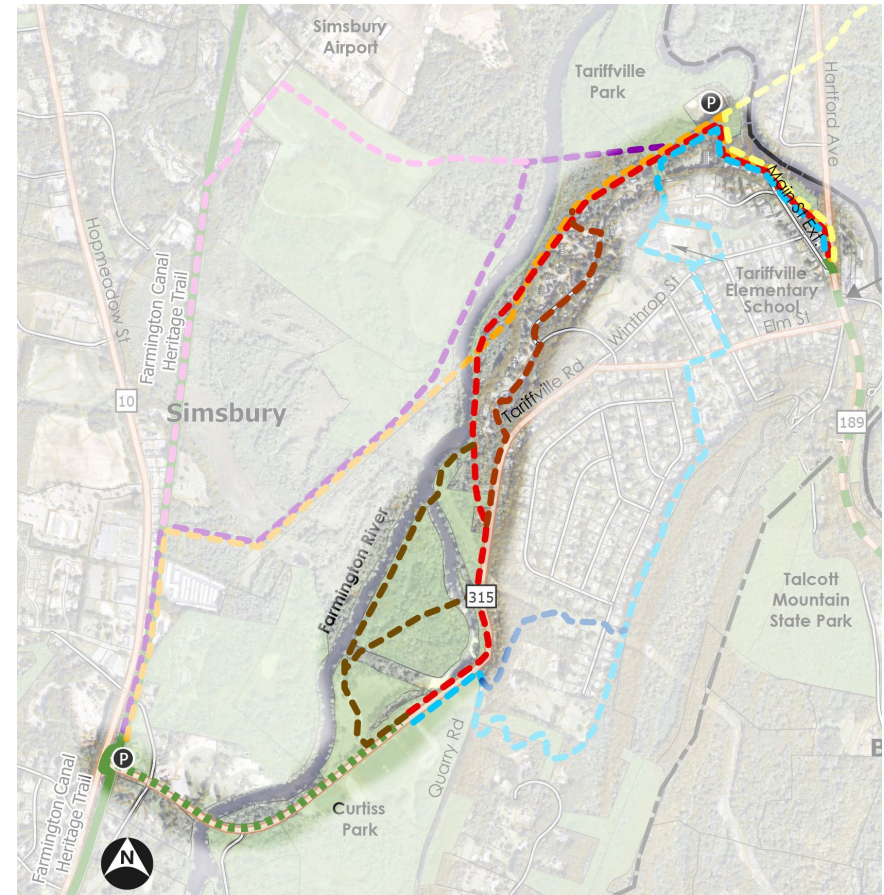 Simsbury
Airport
Tariffville
Park
P
Hartford Ave
Main St Ext.
Hopmeadow St
Farmington Canal
Heritage Trail
Tariffville
Elementary
School
Winthrop St
Elm St
Tariffville Rd
10
Simsbury
189
Farmington River
315
Talcott
Mountain
State Park
Quarry Rd
B
P
Curtiss
Park
Farmington Canal
Heritage Trail
N